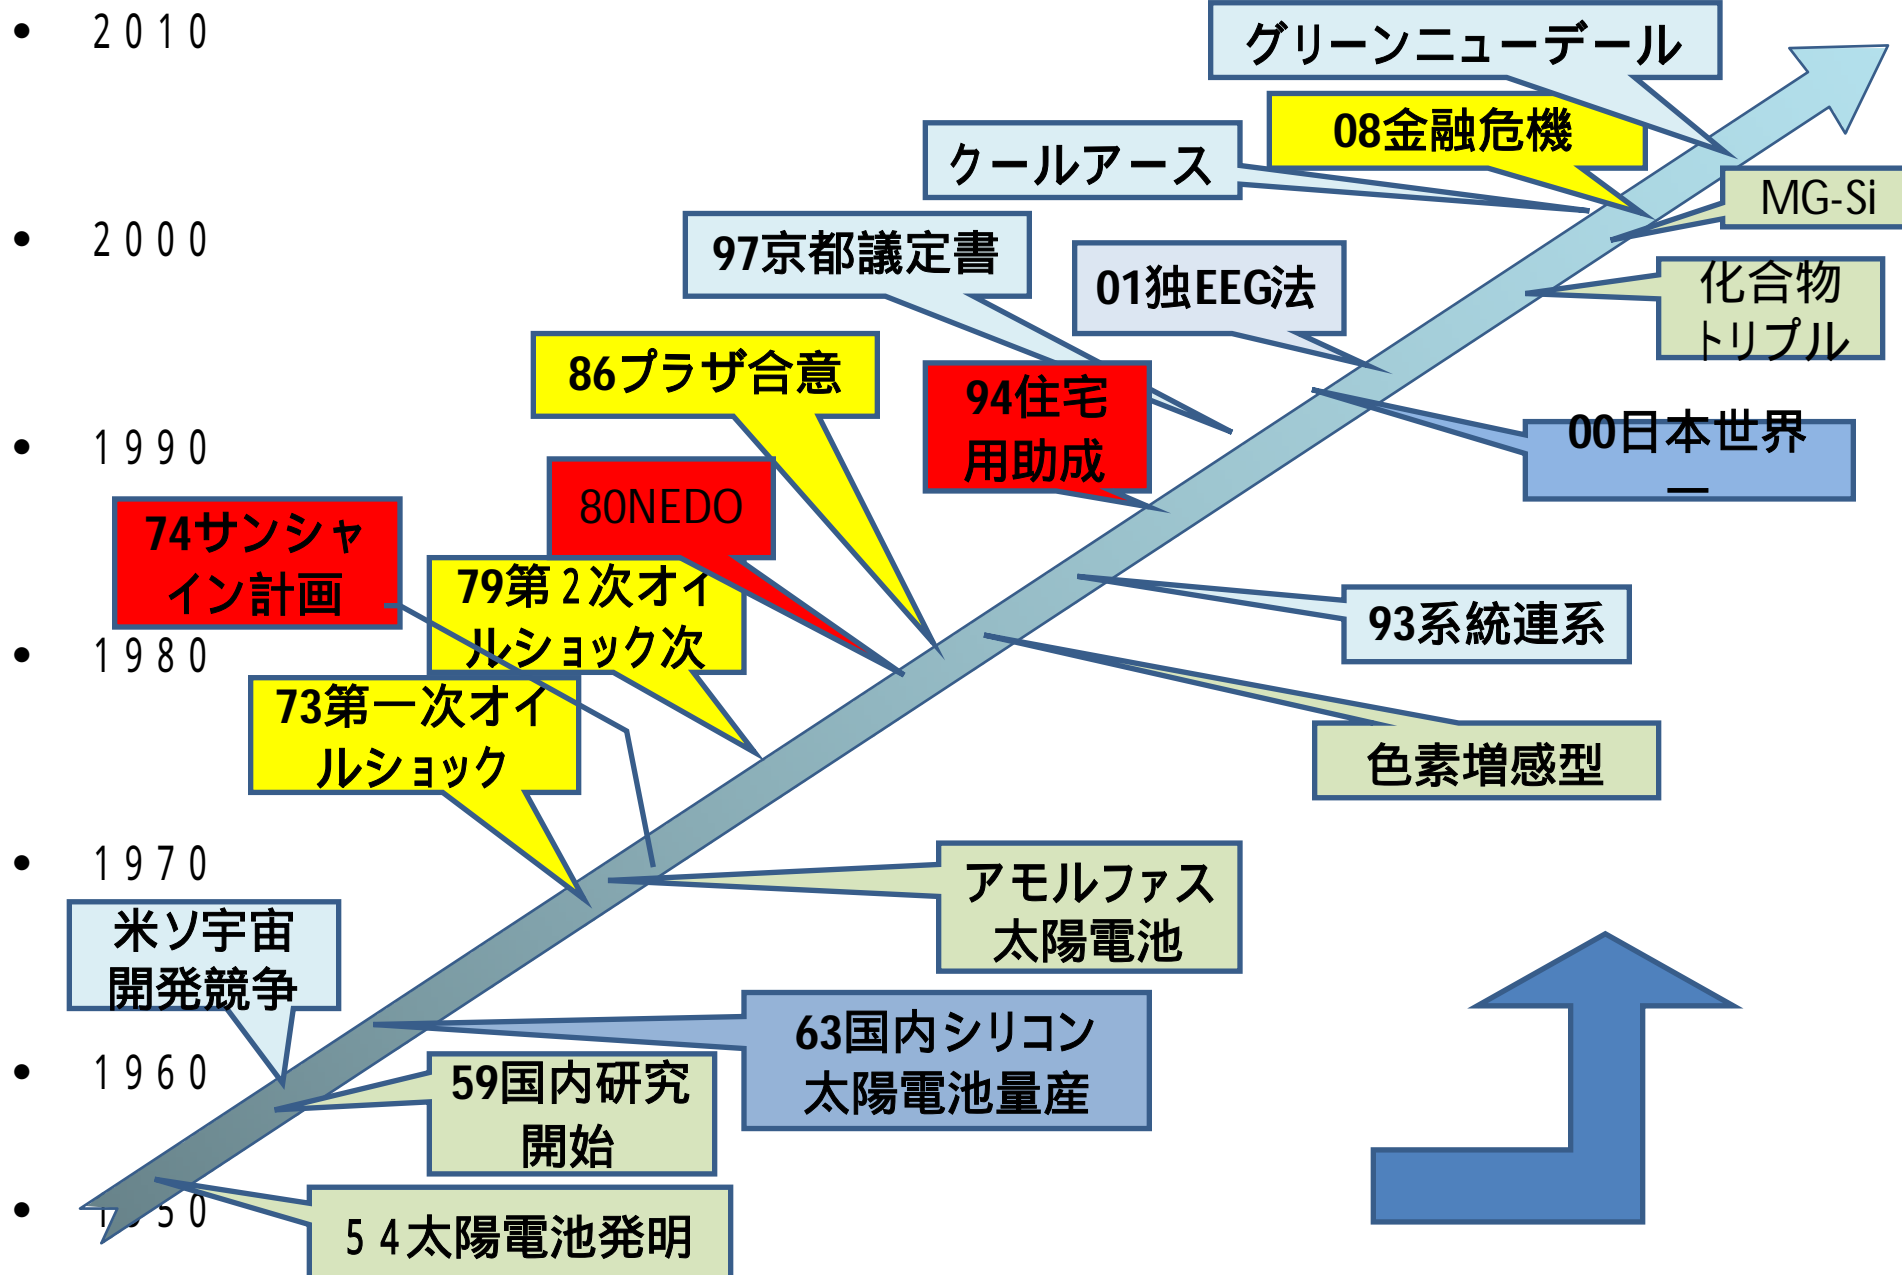 2010
グリーンニューデール
08金融危機
クールアース
MG-Si
2000
97京都議定書
01独EEG法
化合物
トリプル
86プラザ合意
94住宅
用助成
00日本世界
一
1990
80NEDO
74サンシャ
イン計画
79第2次オイ
ルショック次
93系統連系
1980
73第一次オイ
ルショック
色素増感型
1970
アモルファス
太陽電池
米ソ宇宙
開発競争
63国内シリコン
太陽電池量産
1960
59国内研究
開始
1950
54太陽電池発明